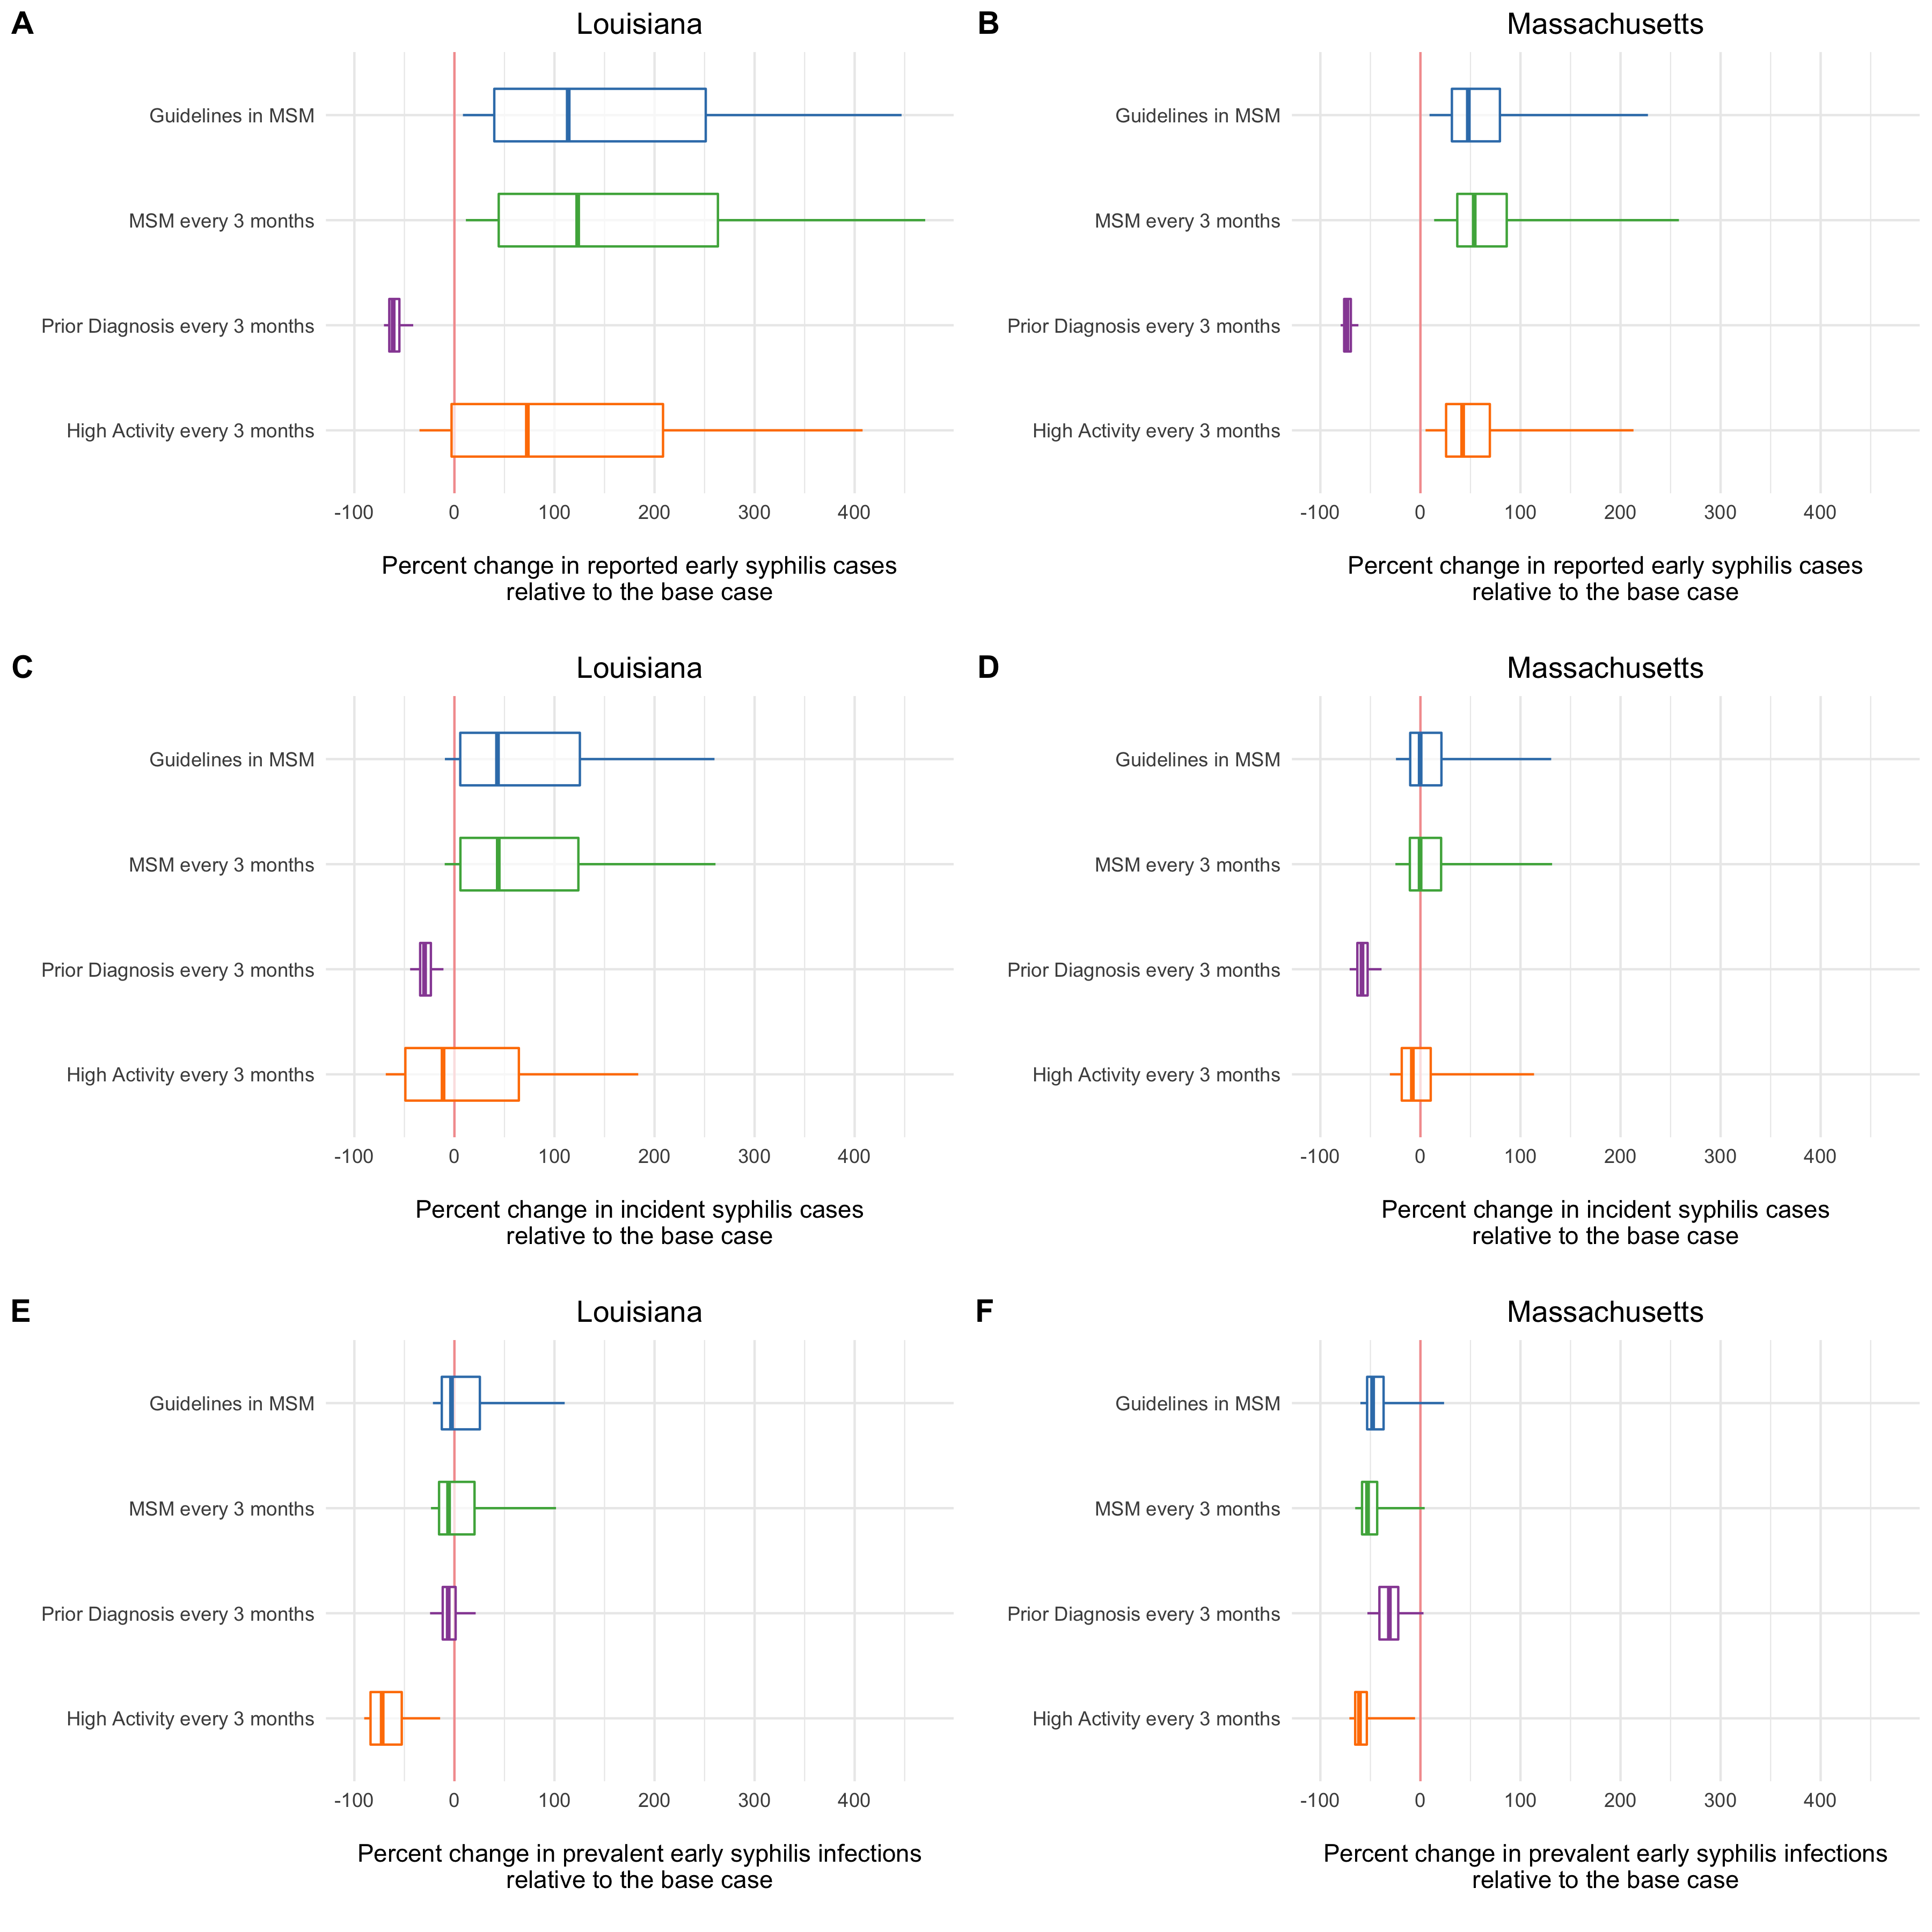 A
Louisiana
Guidelines in MSM
MSM every 3 months
Prior Diagnosis every 3 months
High Activity every 3 months
-100 0 100 200 300 400
Percent change in reported early syphilis cases
relative to the base case
B
Massachusetts
Guidelines in MSM
MSM every 3 months
Prior Diagnosis every 3 months
High Activity every 3 months
-100 0 100 200 300 400
Percent change in reported early syphilis cases
relative to the base case
C
Louisiana
Guidelines in MSM
MSM every 3 months
Prior Diagnosis every 3 months
High Activity every 3 months
-100 0 100 200 300 400
Percent change in incident syphilis cases
relative to the base case
D
Massachusetts
Guidelines in MSM
MSM every 3 months
Prior Diagnosis every 3 months
High Activity every 3 months
-100 0 100 200 300 400
Percent change in incident syphilis cases
relative to the base case
E
Louisiana
Guidelines in MSM
MSM every 3 months
Prior Diagnosis every 3 months
High Activity every 3 months
-100 0 100 200 300 400
Percent change in prevalent early syphilis infections
relative to the base case
F
Massachusetts
Guidelines in MSM
MSM every 3 months
Prior Diagnosis every 3 months
High Activity every 3 months
-100 0 100 200 300 400
Percent change in prevalent early syphilis infections
relative to the base case